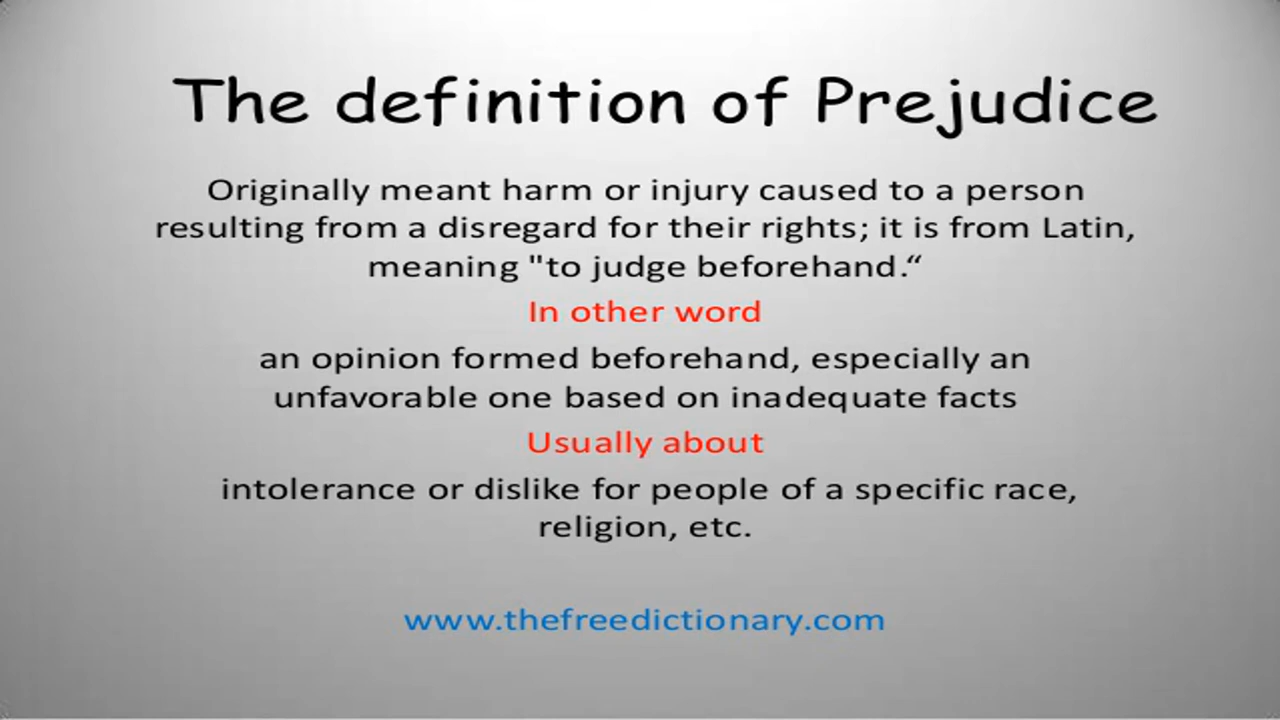 The definition of Prejudice
Originally meant harm or injury caused to a person
resulting from a disregard for their rights; it is from Latin,
meaning "to judge beforehand.“
In other word
an opinion formed beforehand, especially an
unfavorable one based on inadequate facts
Usually about
intolerance or dislike for people of a specific race,
religion, etc.
www.thefreedictionary.com